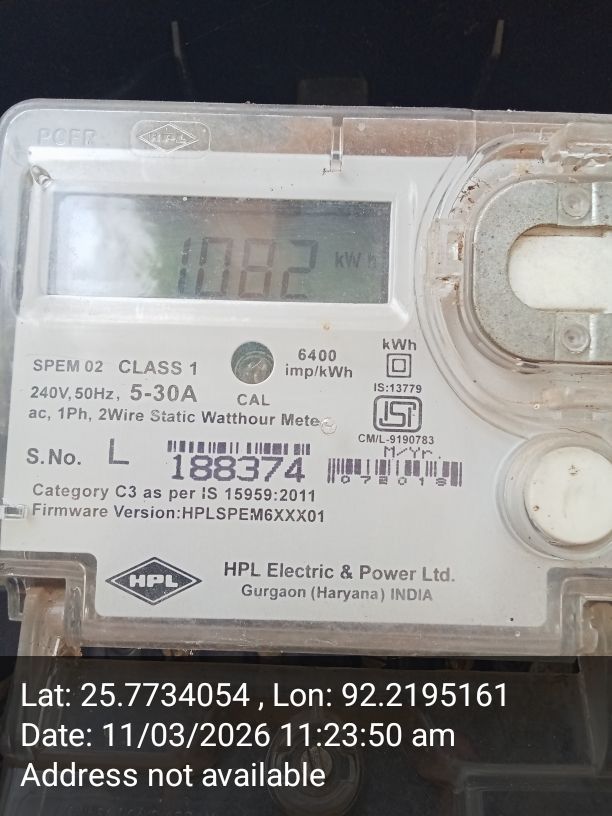 HPL
1082 kWh
SPEM 02 CLASS 1
6400
imp/kWh
kWh
240V, 50Hz, 5-30A
CAL
IS:13779
ac, 1Ph, 2Wire Static Watthour Mete
ISI
CM/L-9190783
M/Yr.
S.No. L 188374
072018
Category C3 as per IS 15959:2011
Firmware Version:HPLSPEM6XXX01
HPL
HPL Electric & Power Ltd.
Gurgaon (Haryana) INDIA
Lat: 25.7734054 , Lon: 92.2195161
Date: 11/03/2026 11:23:50 am
Address not available